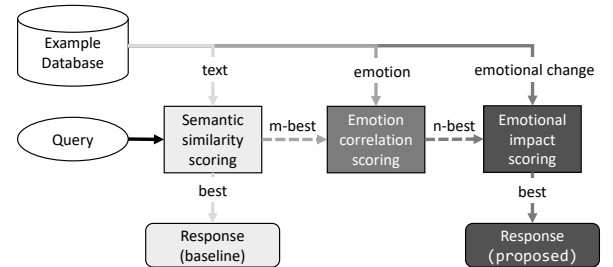 Example
Database
text
emotion
emotional change
Query
Semantic
similarity
scoring
m-best
Emotion
correlation
scoring
n-best
Emotional
impact
scoring
best
best
Response
(baseline)
Response
(proposed)